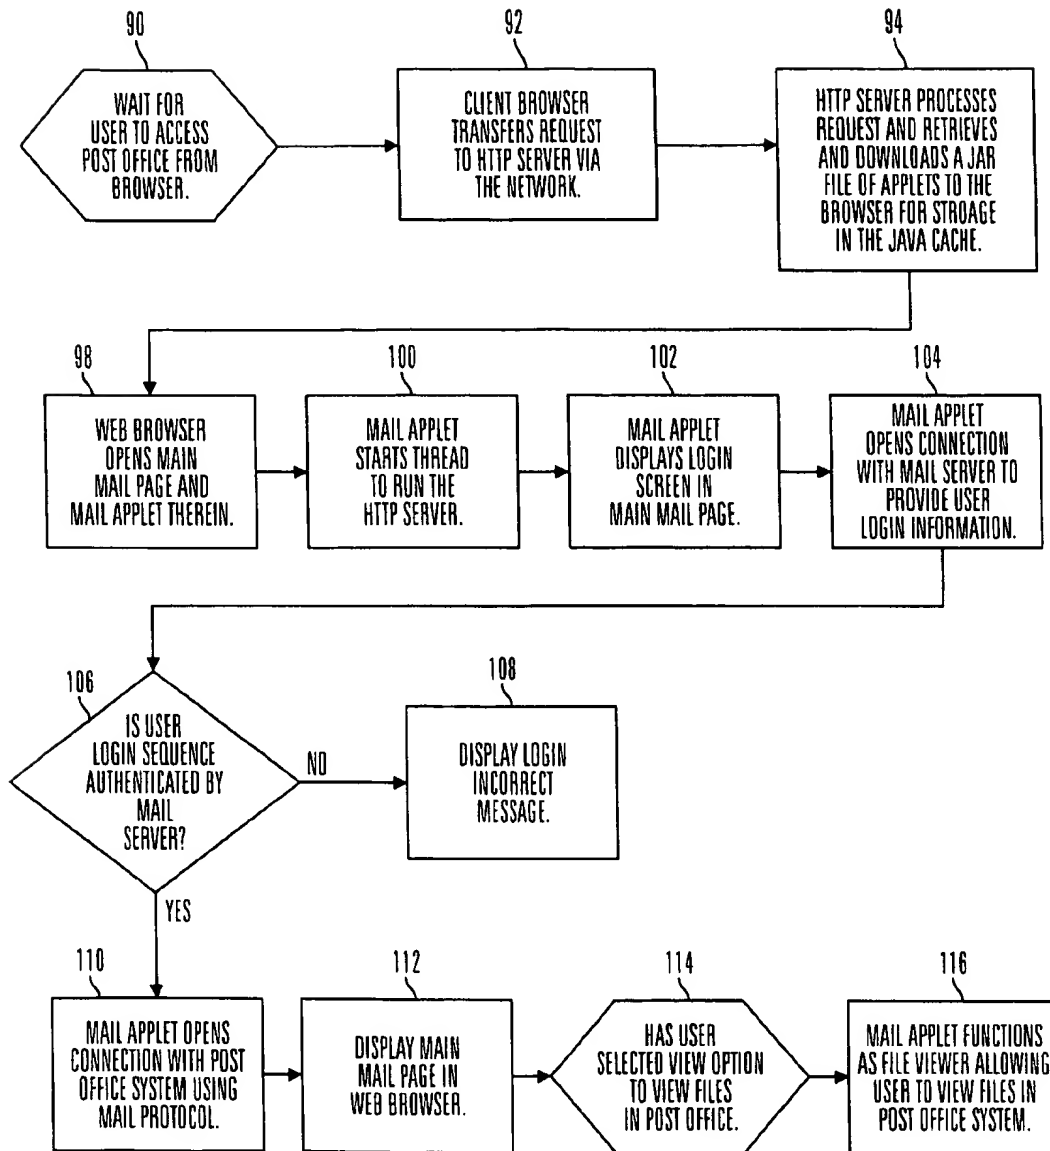 90
WAIT FOR
USER TO ACCESS
POST OFFICE FROM
BROWSER.
92
CLIENT BROWSER
TRANSFERS REQUEST
TO HTTP SERVER VIA
THE NETWORK.
94
HTTP SERVER PROCESSES
REQUEST AND RETRIEVES
AND DOWNLOADS A JAR
FILE OF APPLETS TO THE
BROWSER FOR STROAGE
IN THE JAVA CACHE.
98
WEB BROWSER
OPENS MAIN
MAIL PAGE AND
MAIL APPLET THEREIN.
100
MAIL APPLET
STARTS THREAD
TO RUN THE
HTTP SERVER.
102
MAIL APPLET
DISPLAYS LOGIN
SCREEN IN
MAIN MAIL PAGE.
104
MAIL APPLET
OPENS CONNECTION
WITH MAIL SERVER TO
PROVIDE USER
LOGIN INFORMATION.
106
IS USER
LOGIN SEQUENCE
AUTHENTICATED BY
MAIL
SERVER?
NO
108
DISPLAY LOGIN
INCORRECT
MESSAGE.
YES
110
MAIL APPLET OPENS
CONNECTION WITH POST
OFFICE SYSTEM USING
MAIL PROTOCOL.
112
DISPLAY MAIN
MAIL PAGE IN
WEB BROWSER.
114
HAS USER
SELECTED VIEW OPTION
TO VIEW FILES
IN POST OFFICE.
116
MAIL APPLET FUNCTIONS
AS FILE VIEWER ALLOWING
USER TO VIEW FILES IN
POST OFFICE SYSTEM.